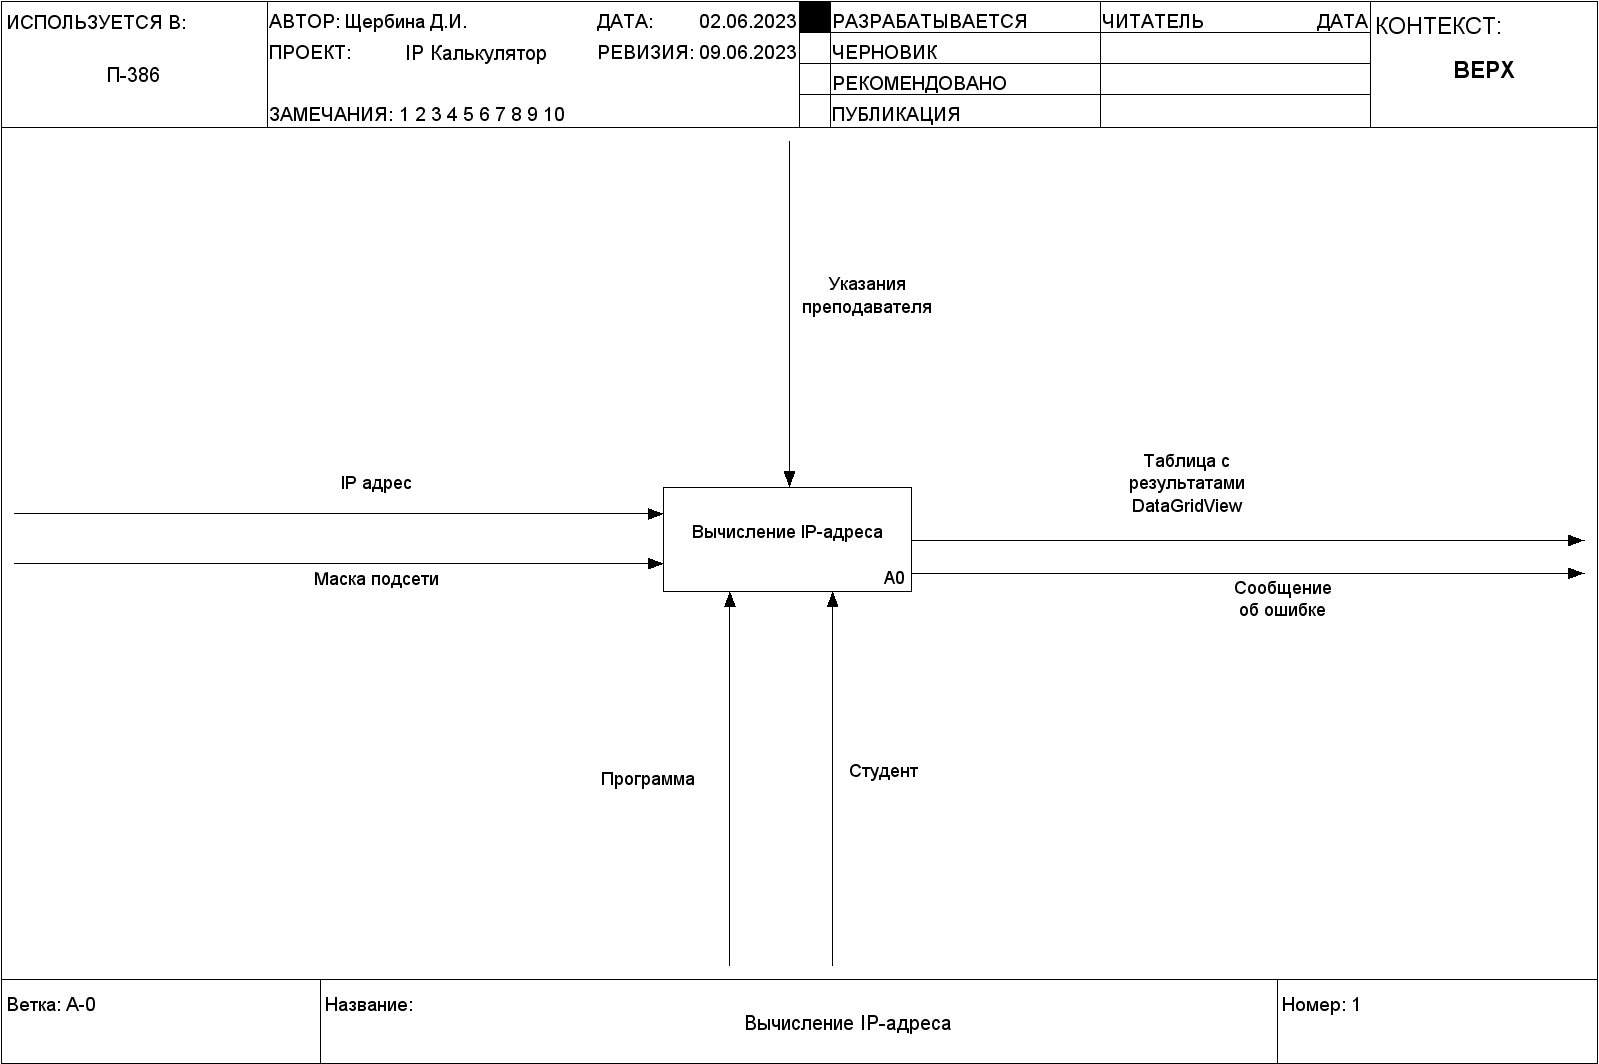 ИСПОЛЬЗУЕТСЯ В:
П-386
АВТОР: Щербина Д.И.
ДАТА: 02.06.2023
ПРОЕКТ: IP Калькулятор
РЕВИЗИЯ: 09.06.2023
ЗАМЕЧАНИЯ: 1 2 3 4 5 6 7 8 9 10
РАЗРАБАТЫВАЕТСЯ
ЧЕРНОВИК
РЕКОМЕНДОВАНО
ПУБЛИКАЦИЯ
ЧИТАТЕЛЬ
ДАТА
КОНТЕКСТ:
ВЕРХ
Указания
преподавателя
IP адрес
Маска подсети
Вычисление IP-адреса
A0
Таблица с
результатами
DataGridView
Сообщение
об ошибке
Программа
Студент
Ветка: A-0
Название:
Вычисление IP-адреса
Номер: 1